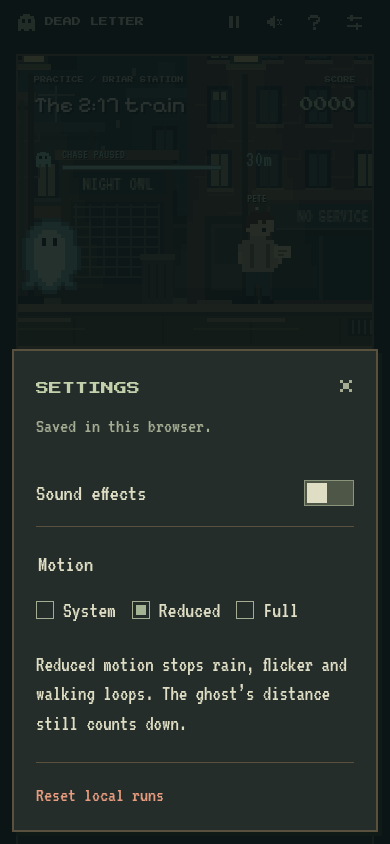 DEAD LETTER
PRACTICE / BRIAR STATION
SCORE
The 2:17 train
0000
CHASE PAUSED
30m
NIGHT OWL
PETE
NO SERVICE
SETTINGS
Saved in this browser.
Sound effects
Motion
System
Reduced
Full
Reduced motion stops rain, flicker and
walking loops. The ghost’s distance
still counts down.
Reset local runs